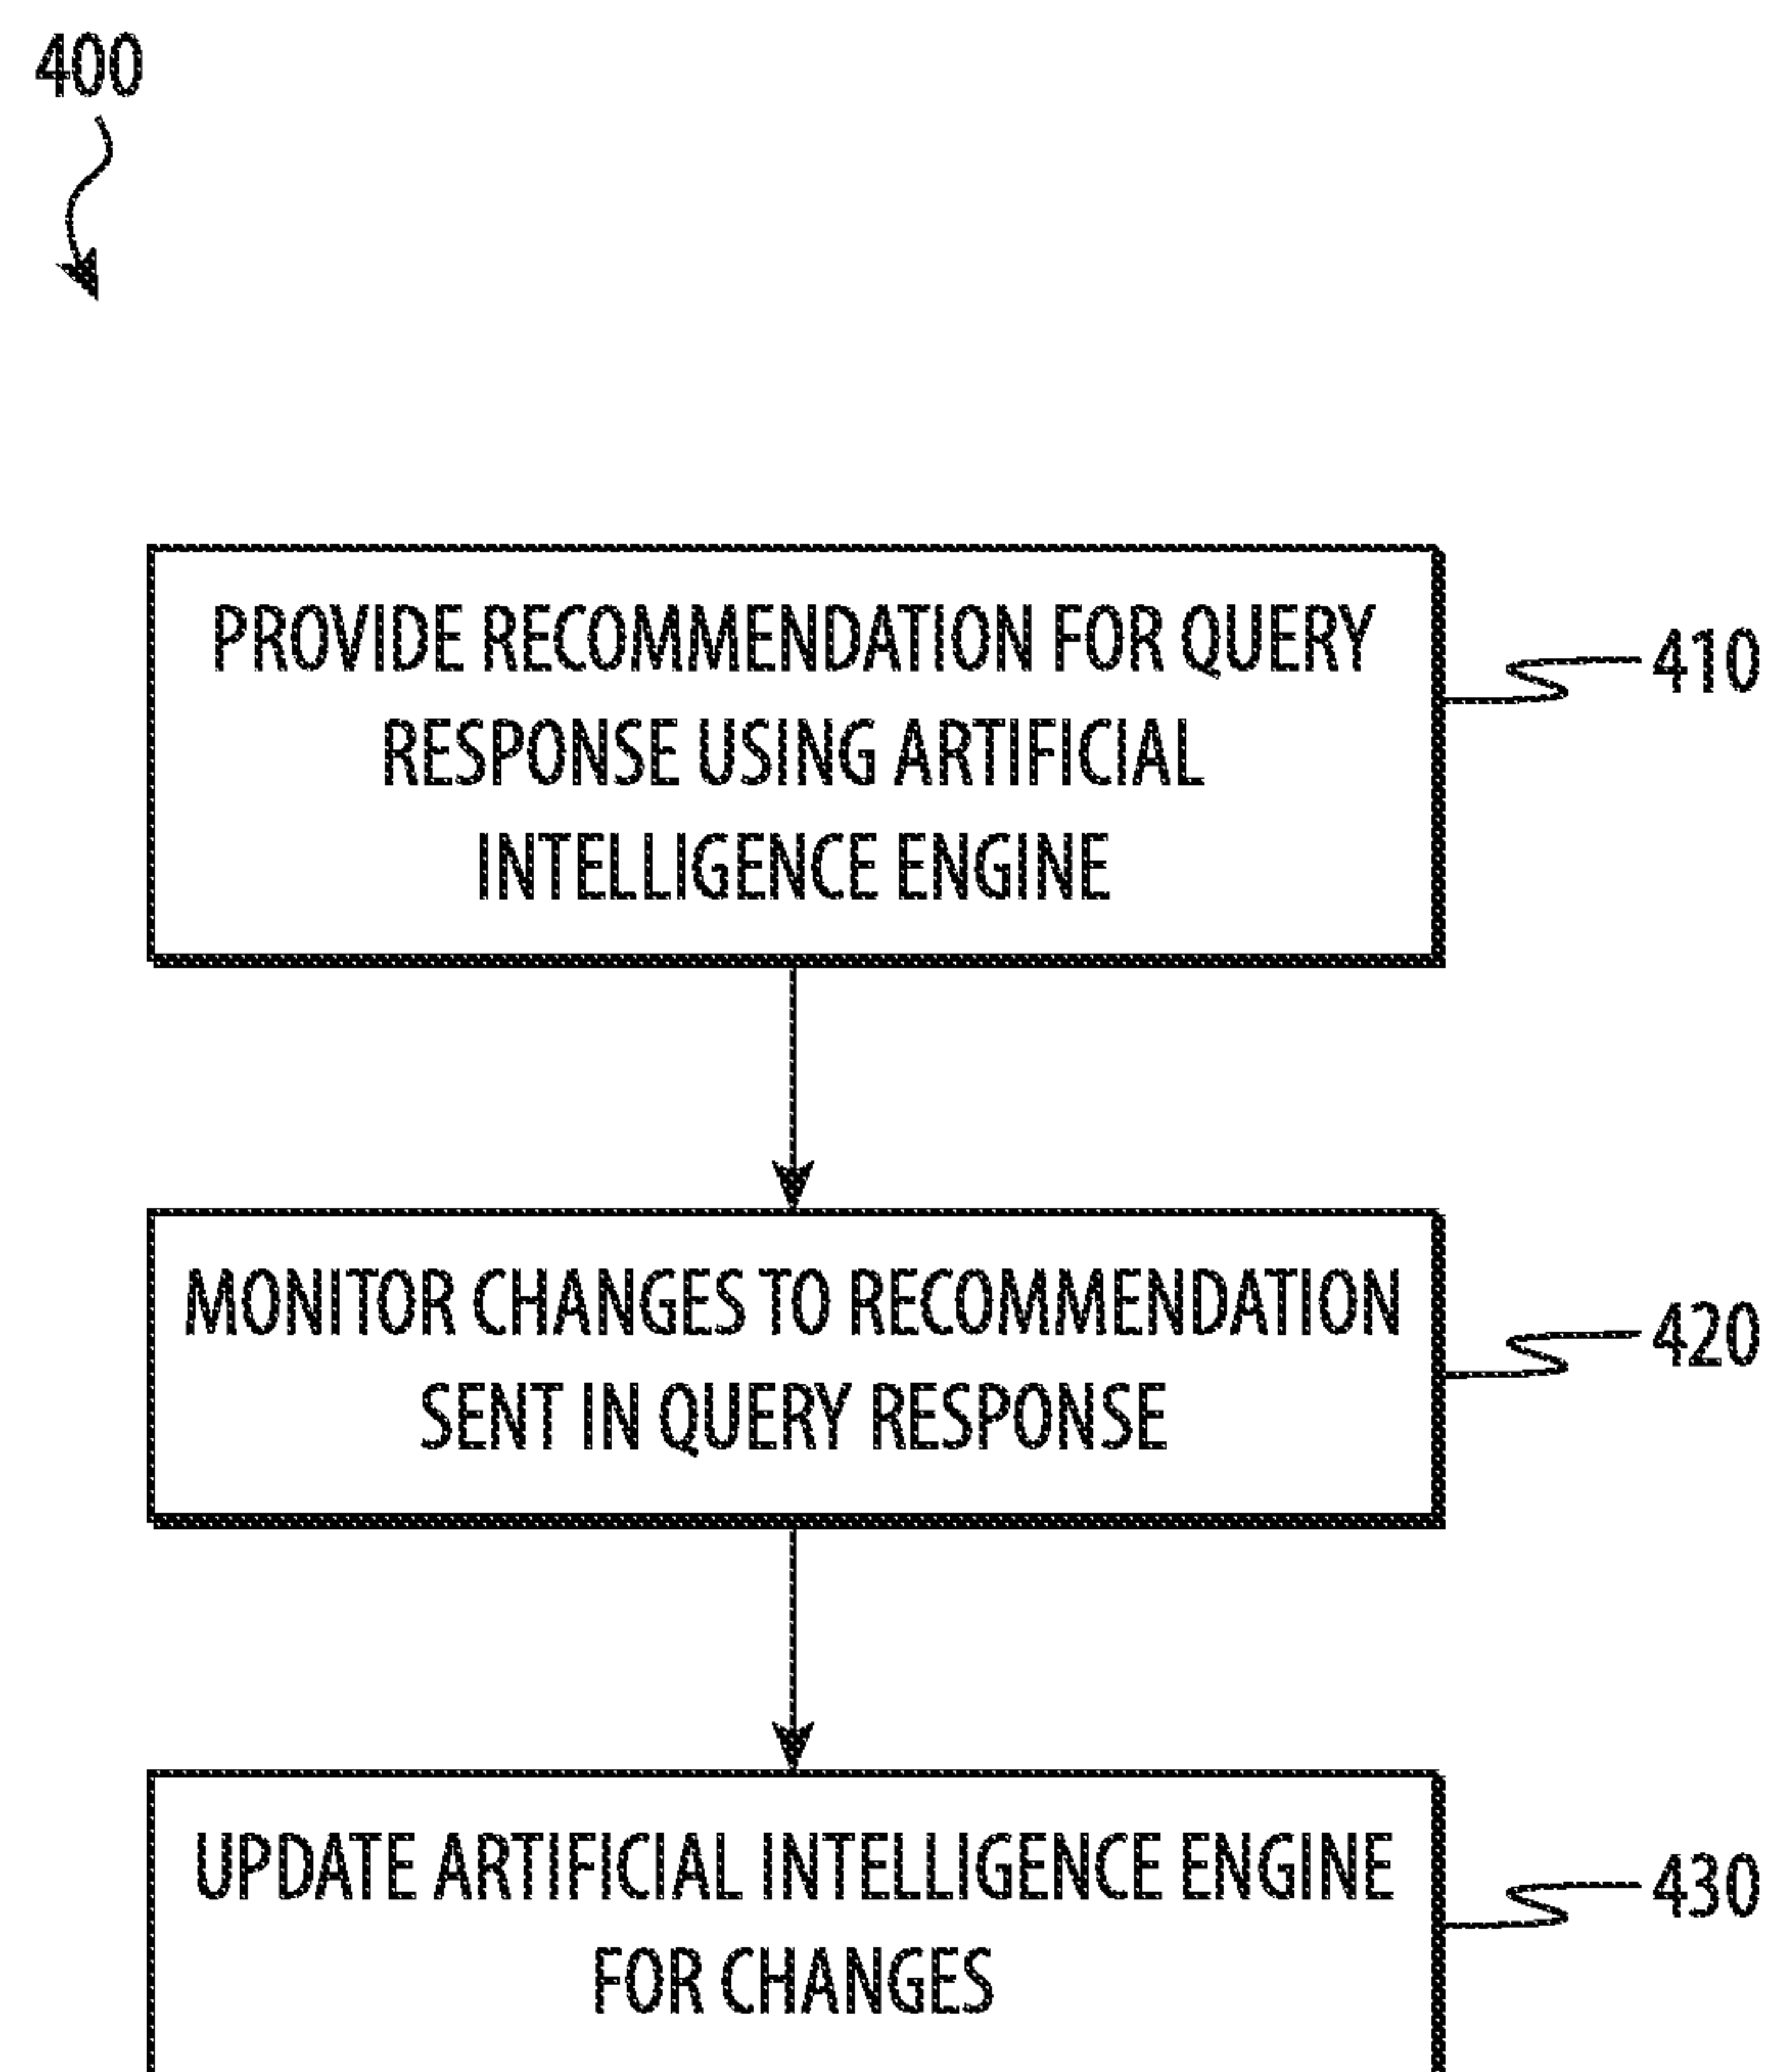 400
PROVIDE RECOMMENDATION FOR QUERY
RESPONSE USING ARTIFICIAL
INTELLIGENCE ENGINE
410
MONITOR CHANGES TO RECOMMENDATION
SENT IN QUERY RESPONSE
420
UPDATE ARTIFICIAL INTELLIGENCE ENGINE
FOR CHANGES
430